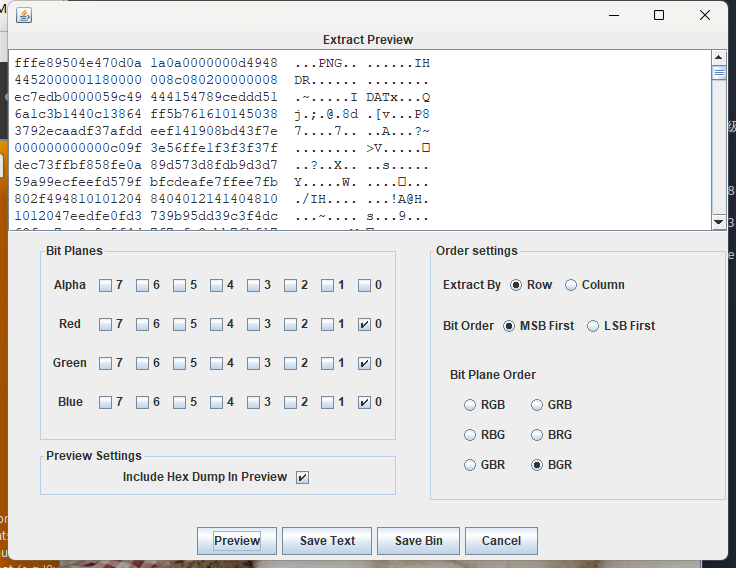 Extract Preview
fffe89504e470d0a 1a0a0000000d4948 ...PNG.. ......IH
4452000001180000 008c080200000008 DR...... ........
ec7edb0000059c49 444154789ceddd51 .~.....I DATx...Q
6a1c3b1440c13864 ff5b761610145038 j.;.@.8d .[v...P8
3792ecaadf37afdd eef141908bd43f7e 7....7.. ..A...?~
000000000000c09f 3e56ffe1f3f3f37f ........ >V.....
dec73ffbf858fe0a 89d573d8fdb9d3d7 ..?..X.. ..s.....
59a99ecfeefd579f bfcdeafe7ffee7fb Y.....W. ........
802f494810101204 8404012141404810 ./IH.... ...!A@H.
1012047eedfe0fd3 739b95dd39c3f4dc ...~.... s...9...
Bit Planes
Alpha 7 6 5 4 3 2 1 0
Red 7 6 5 4 3 2 1 0
Green 7 6 5 4 3 2 1 0
Blue 7 6 5 4 3 2 1 0
Preview Settings
Include Hex Dump In Preview
Order settings
Extract By Row Column
Bit Order MSB First LSB First
Bit Plane Order
RGB GRB
RBG BRG
GBR BGR
Preview Save Text Save Bin Cancel